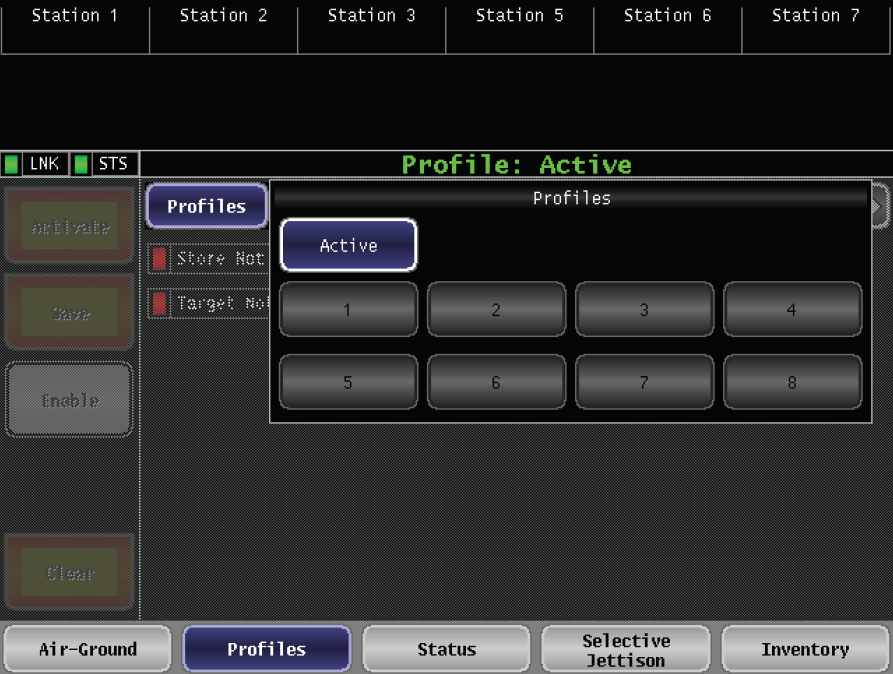 Station 1 Station 2 Station 3 Station 5 Station 6 Station 7
LNK STS Profile: Active
Profiles
Profiles
Activate
Active
Store Not
Target Not
Save
1 2 3 4
5 6 7 8
Enable
Clear
Air-Ground Profiles Status Selective Jettison Inventory